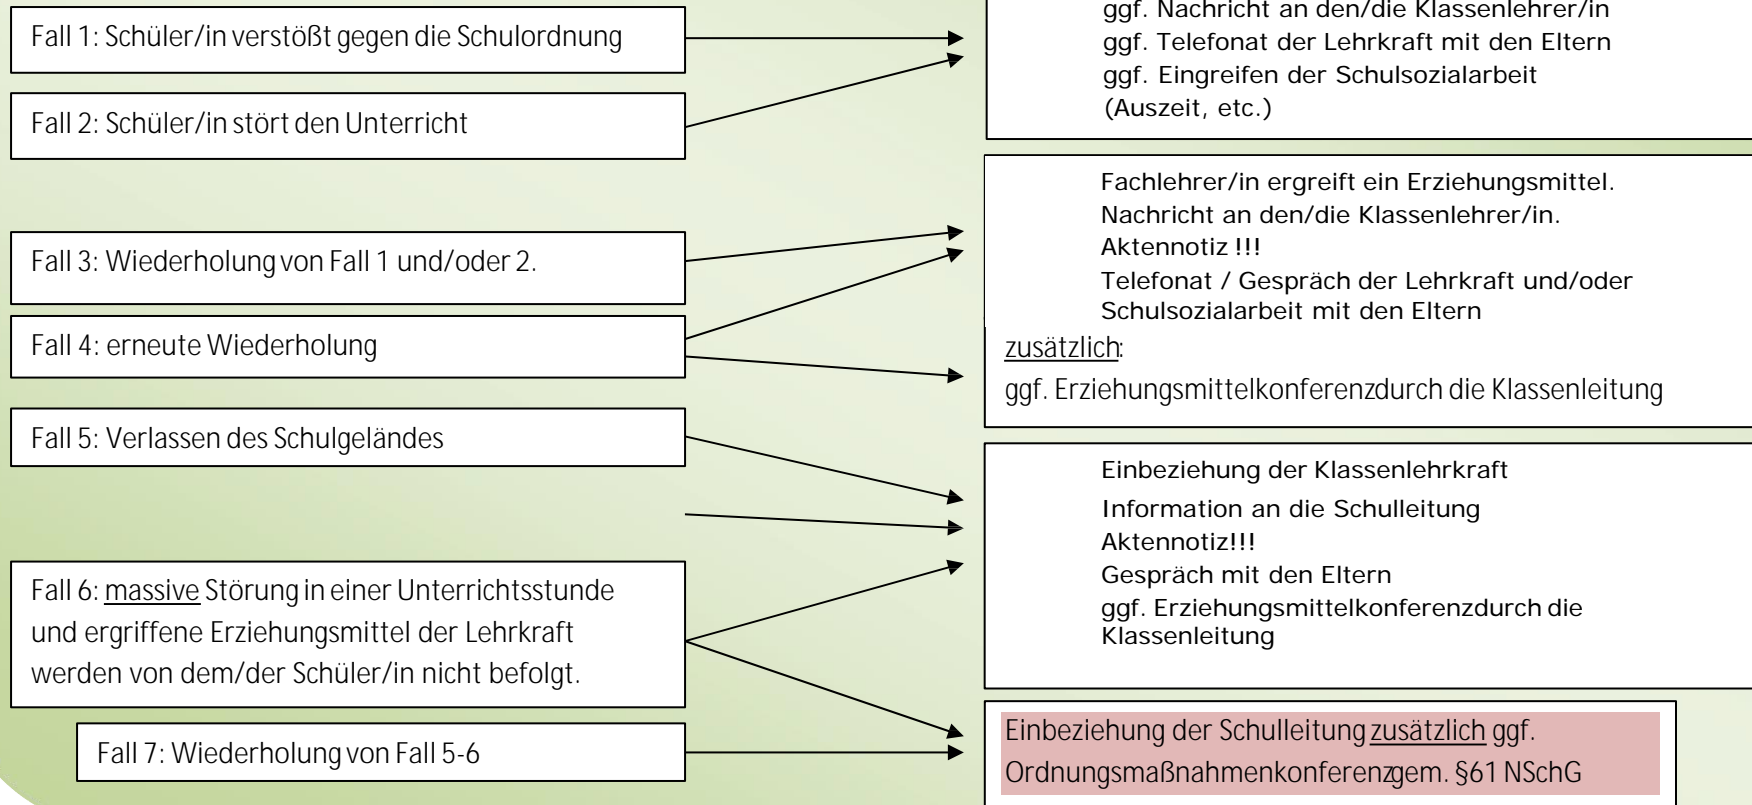 Fall 1: Schüler/in verstößt gegen die Schulordnung
Fall 2: Schüler/in stört den Unterricht
Fall 3: Wiederholung von Fall 1 und/oder 2.
Fall 4: erneute Wiederholung
Fall 5: Verlassen des Schulgeländes
Fall 6: massive Störung in einer Unterrichtsstunde
und ergriffene Erziehungsmittel der Lehrkraft
werden von dem/der Schüler/in nicht befolgt.
Fall 7: Wiederholung von Fall 5-6
ggf. Nachricht an den/die Klassenlehrer/in
ggf. Telefonat der Lehrkraft mit den Eltern
ggf. Eingreifen der Schulsozialarbeit
(Auszeit, etc.)
Fachlehrer/in ergreift ein Erziehungsmittel.
Nachricht an den/die Klassenlehrer/in.
Aktennotiz !!!
Telefonat / Gespräch der Lehrkraft und/oder
Schulsozialarbeit mit den Eltern
zusätzlich:
ggf. Erziehungsmittelkonferenzdurch die Klassenleitung
Einbeziehung der Klassenlehrkraft
Information an die Schulleitung
Aktennotiz!!!
Gespräch mit den Eltern
ggf. Erziehungsmittelkonferenzdurch die
Klassenleitung
Einbeziehung der Schulleitung zusätzlich ggf.
Ordnungsmaßnahmenkonferenzgem. §61 NSchG